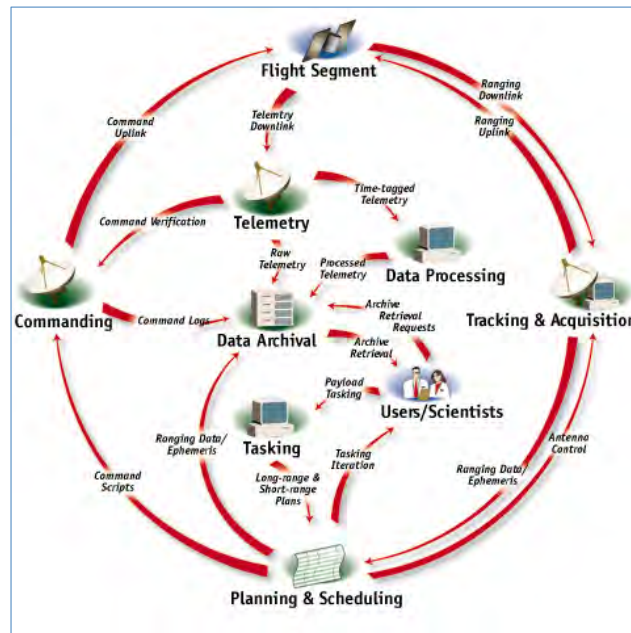 Flight Segment
Ranging
Downlink
Ranging
Uplink
Command
Uplink
Telemtry
Downlink
Time-tagged
Telemetry
Command Verification
Telemetry
Raw
Telemetry
Processed
Telemetry
Data Processing
Commanding
Command Logs
Data Archival
Archive
Retrieval
Requests
Archive
Retrieval
Tracking & Acquisition
Payload
Tasking
Users/Scientists
Ranging Data/
Ephemeris
Tasking
Tasking
Iteration
Ranging Data/
Ephemeris
Antenna
Control
Command
Scripts
Long-range &
Short-range
Plans
Planning & Scheduling